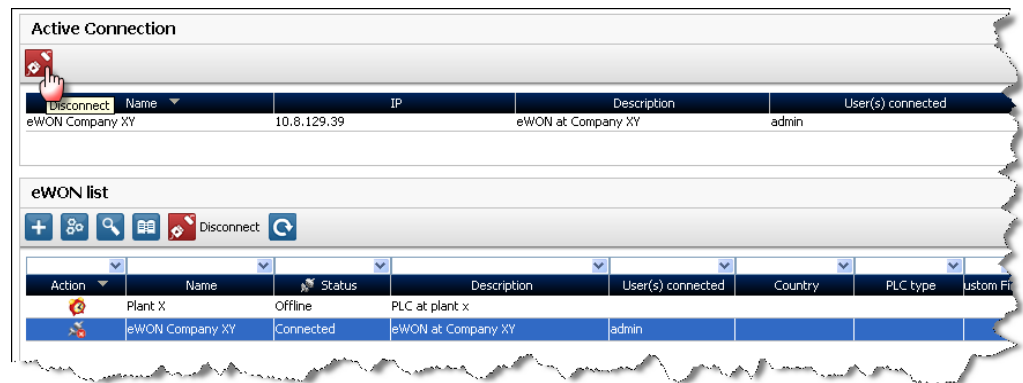 Active Connection
Disconnect Name IP Description User(s) connected
eWON Company XY 10.8.129.39 eWON at Company XY admin
eWON list
Disconnect
Action Name Status Description User(s) connected Country PLC type ustom Fi
Plant X Offline PLC at plant x
eWON Company XY Connected eWON at Company XY admin